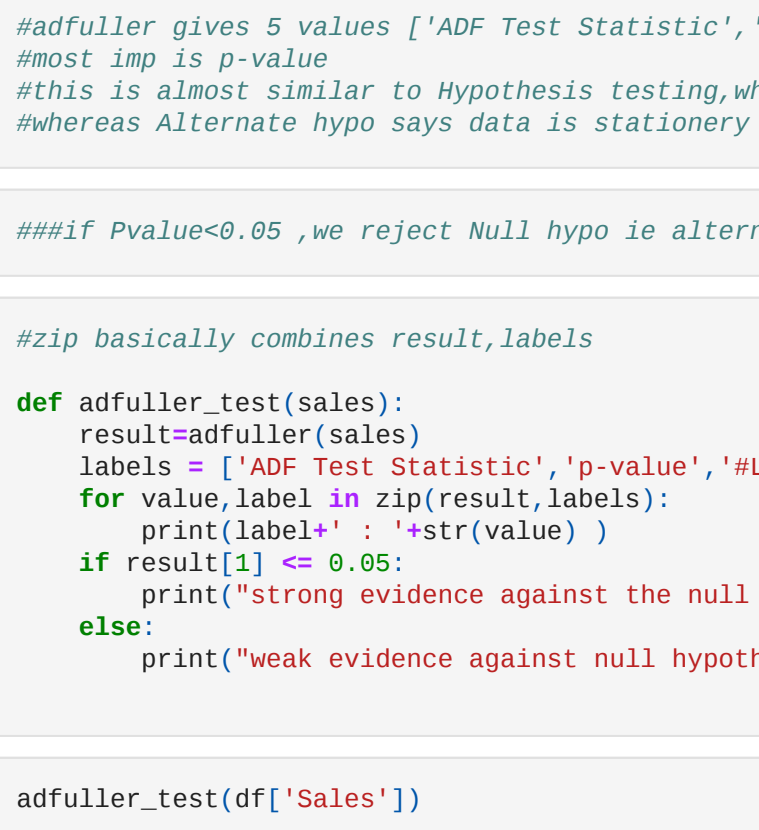 #adfuller gives 5 values ['ADF Test Statistic','
#most imp is p-value
#this is almost similar to Hypothesis testing,wh
#whereas Alternate hypo says data is stationery
###if Pvalue<0.05 ,we reject Null hypo ie altern
#zip basically combines result,labels
def adfuller_test(sales):
    result=adfuller(sales)
    labels = ['ADF Test Statistic','p-value','#L
    for value,label in zip(result,labels):
        print(label+' : '+str(value) )
    if result[1] <= 0.05:
        print("strong evidence against the null
    else:
        print("weak evidence against null hypoth
adfuller_test(df['Sales'])